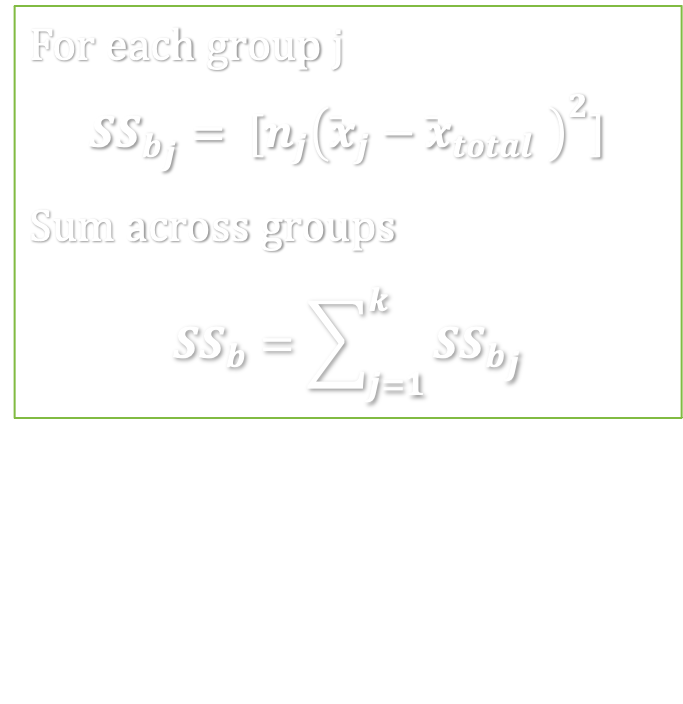 For each group j
SS_{b_j} = [n_j(x̄_j − x̄_{total} )^2]
Sum across groups
SS_b = ∑_{j=1}^{k} SS_{b_j}